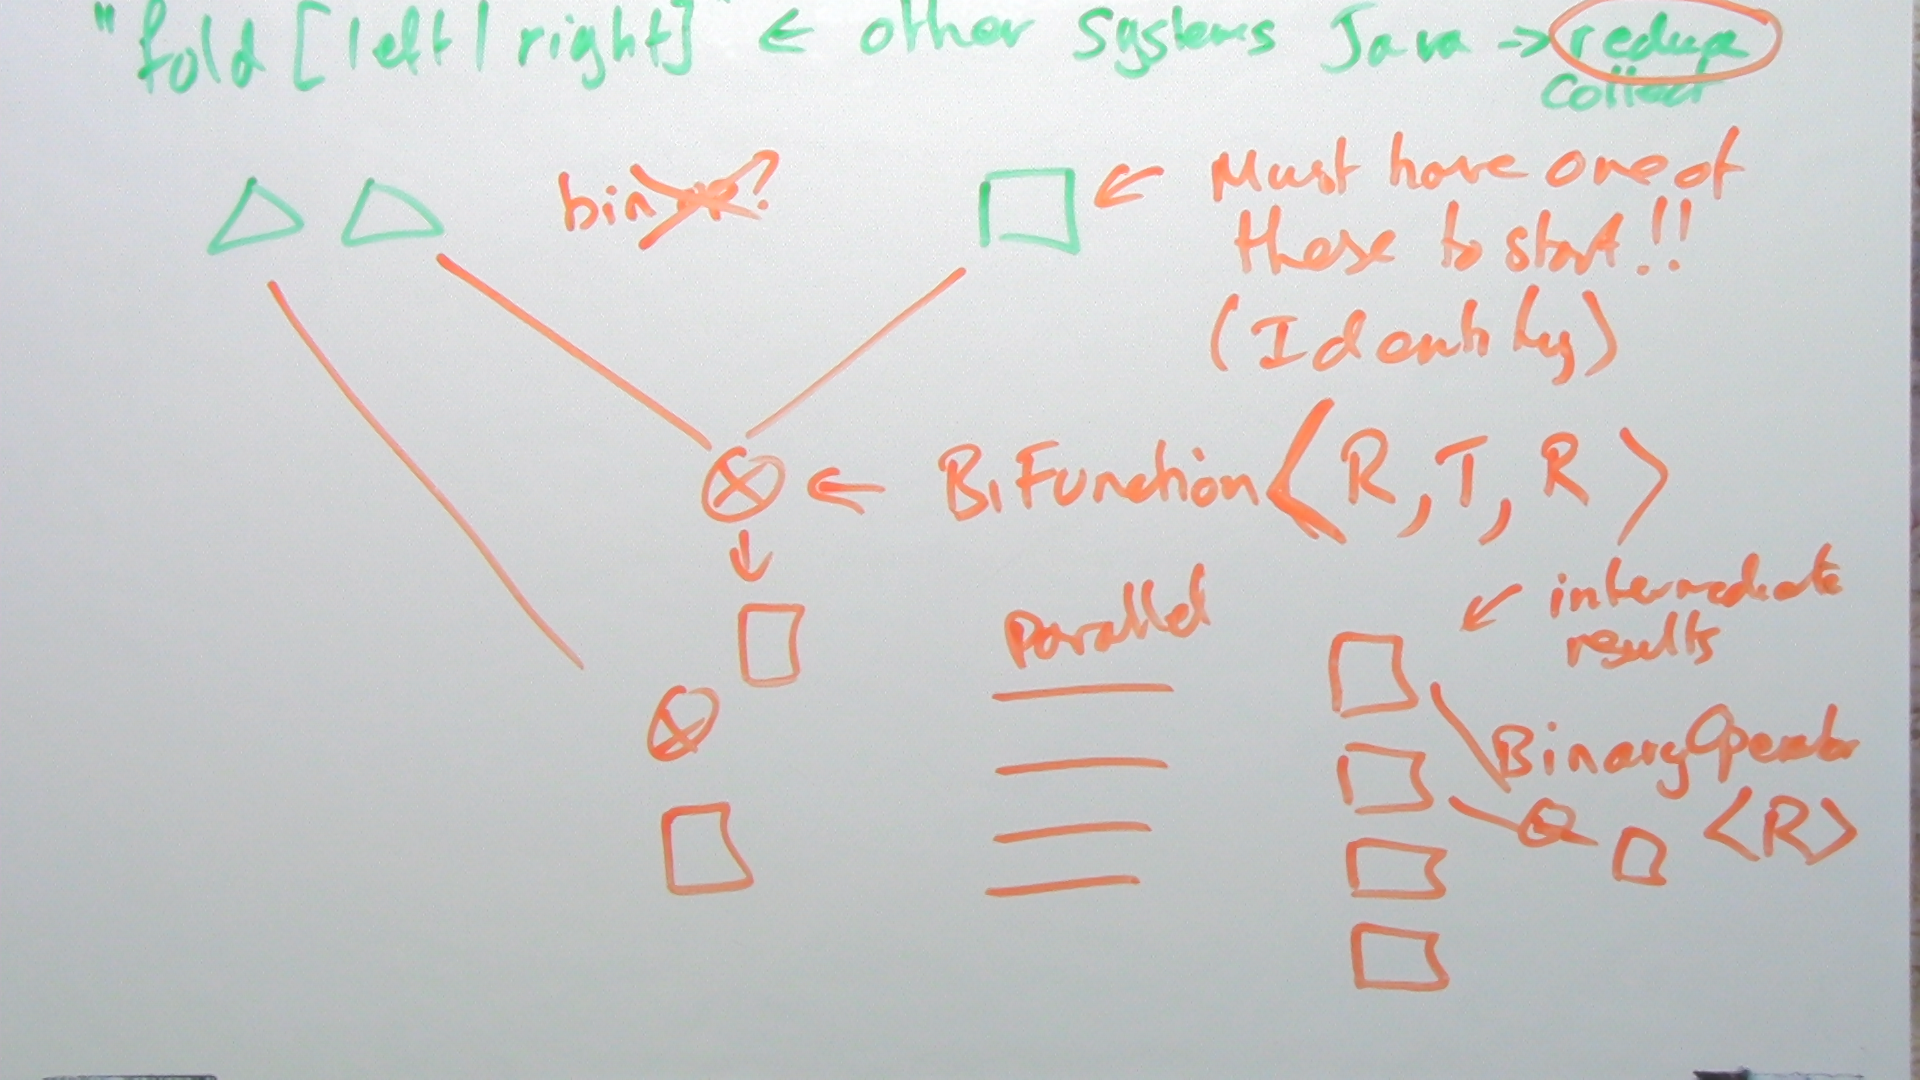 "fold [left | right]" ← other systems Java -> reduce
collect
bin ?
← Must have one of
these to start!!
(Identity)
← BiFunction<R,T,R>
Parallel
intermediate
results
BinaryOperator
<R>